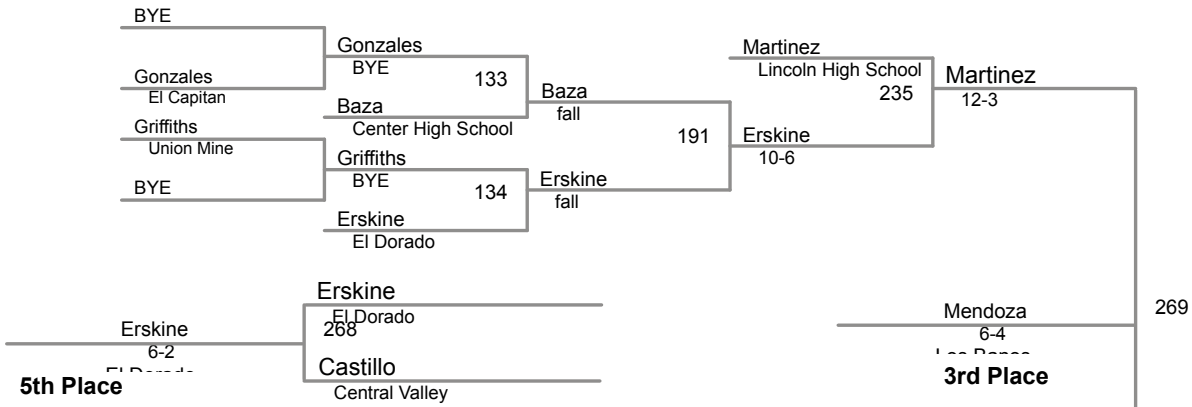 BYE
Gonzales
El Capitan
Griffiths
Union Mine
BYE
Gonzales
BYE
133
Baza
Center High School
Griffiths
BYE
134
Erskine
El Dorado
Baza
fall
191
Erskine
fall
Martinez
Lincoln High School
235
Erskine
10-6
Martinez
12-3
Erskine
El Dorado
268
Castillo
Central Valley
Erskine
6-2
5th Place
Mendoza
6-4
3rd Place
269